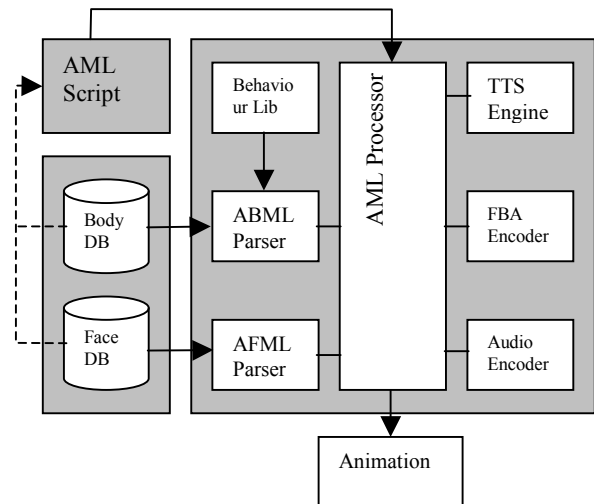 AML
Script
Behavio
ur Lib
AML Processor
TTS
Engine
Body
DB
ABML
Parser
FBA
Encoder
Face
DB
AFML
Parser
Audio
Encoder
Animation